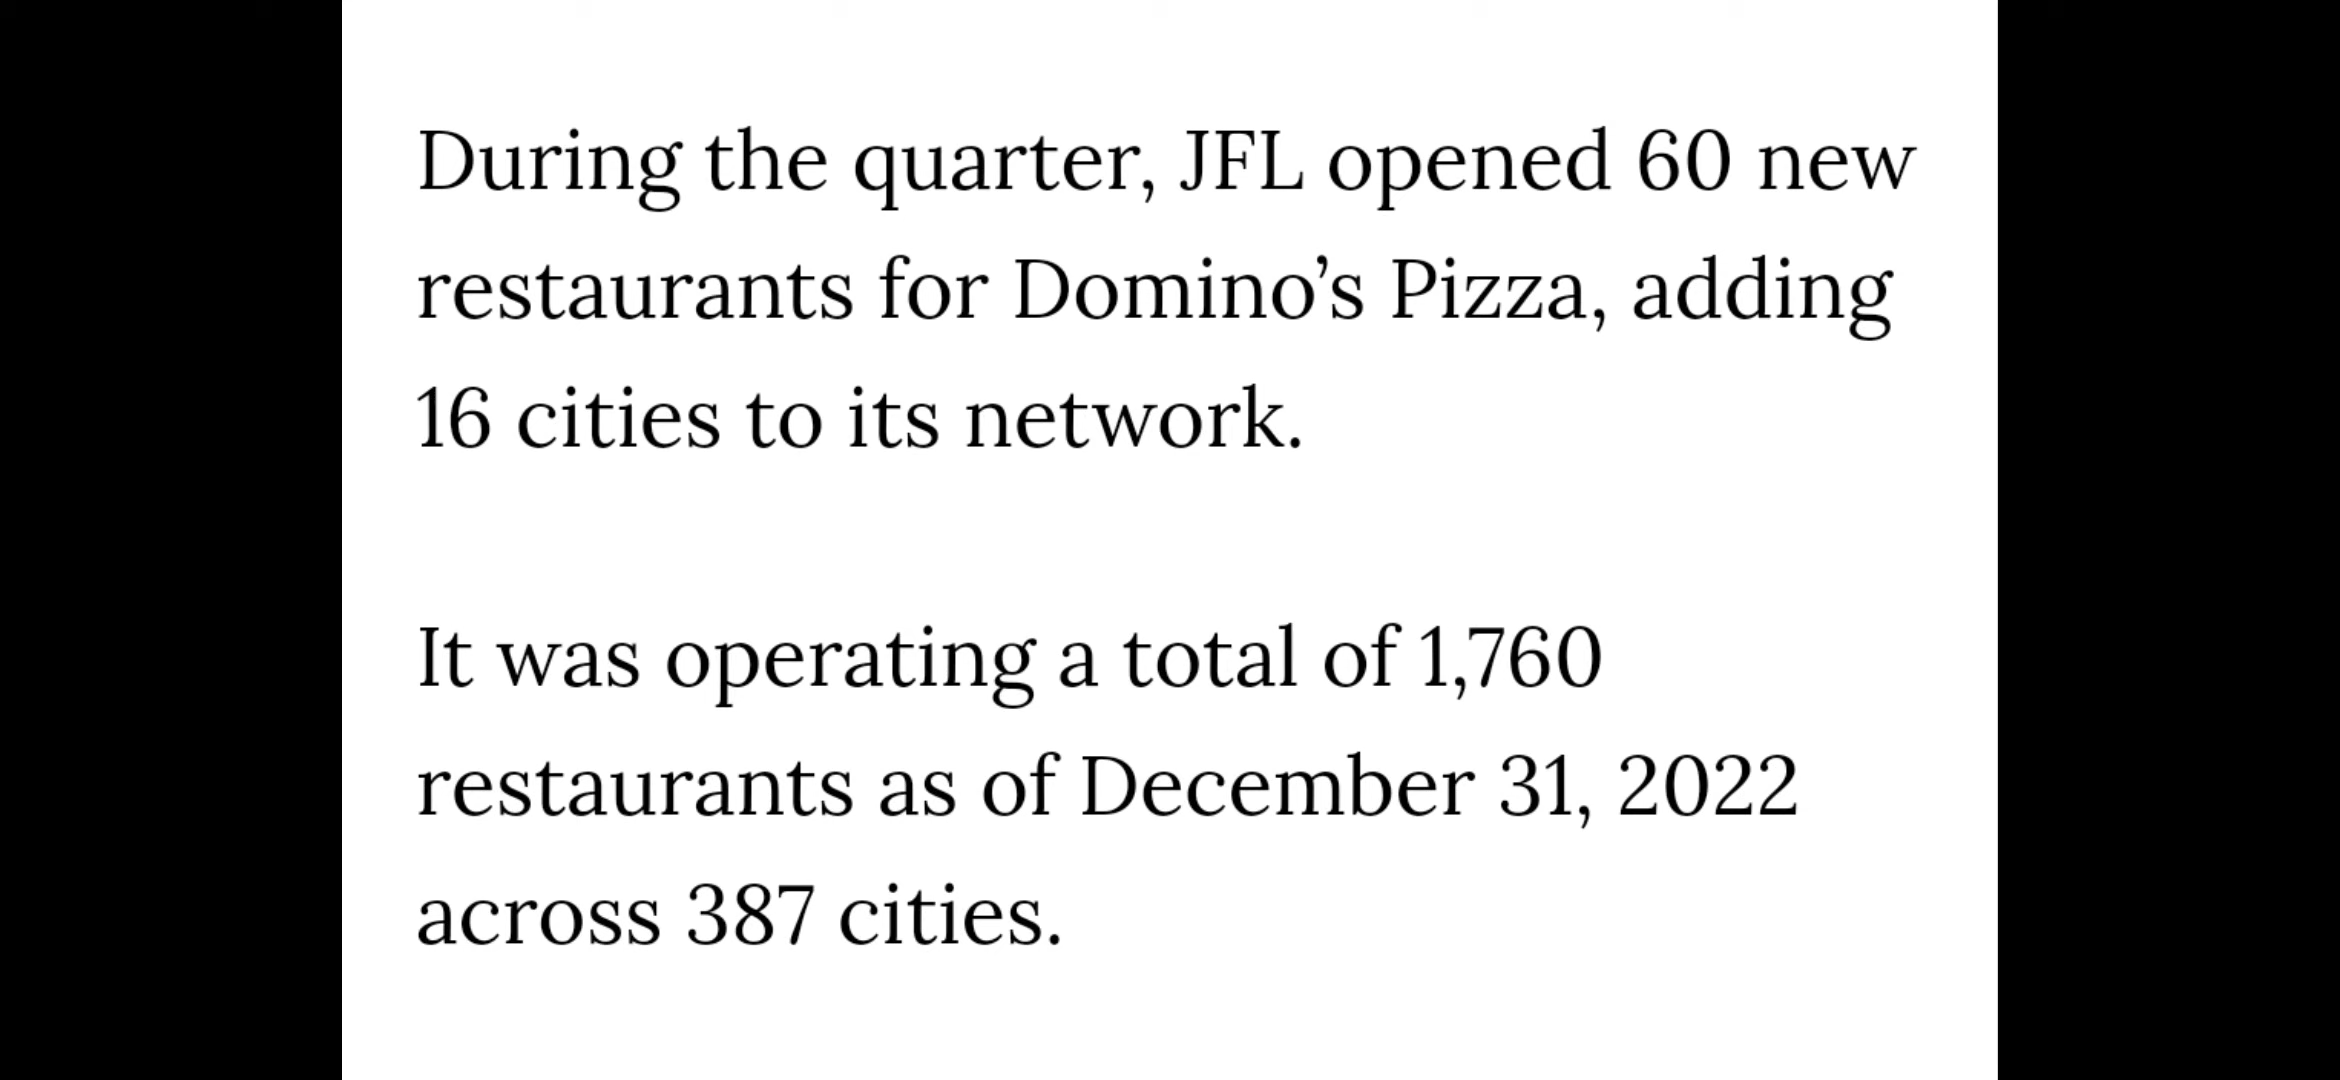 During the quarter, JFL opened 60 new
restaurants for Domino’s Pizza, adding
16 cities to its network.
It was operating a total of 1,760
restaurants as of December 31, 2022
across 387 cities.